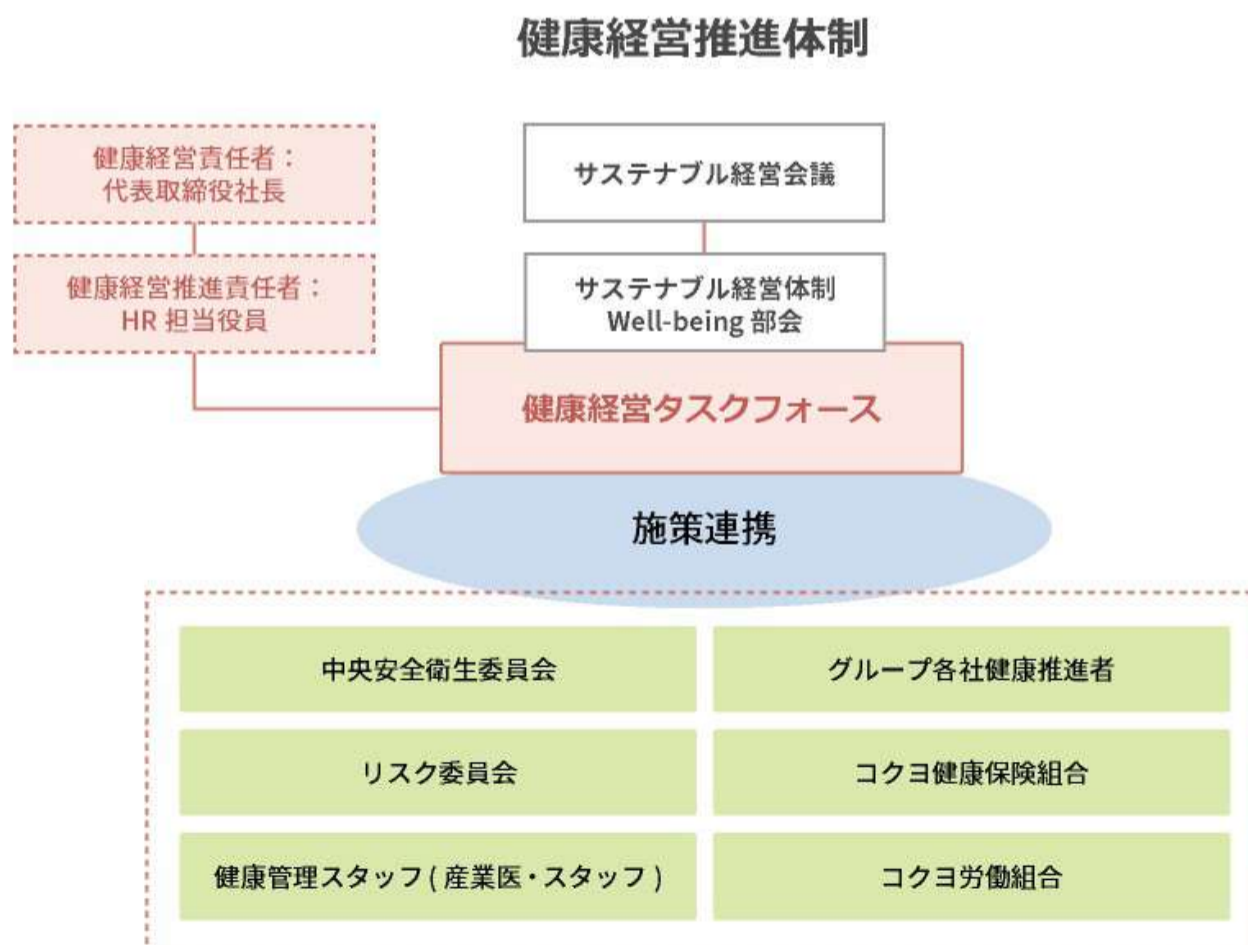 健康経営推進体制
健康経営責任者：
代表取締役社長
健康経営推進責任者：
HR 担当役員
サステナブル経営会議
サステナブル経営体制
Well-being 部会
健康経営タスクフォース
施策連携
中央安全衛生委員会
グループ各社健康推進者
リスク委員会
コクヨ健康保険組合
健康管理スタッフ ( 産業医・スタッフ )
コクヨ労働組合